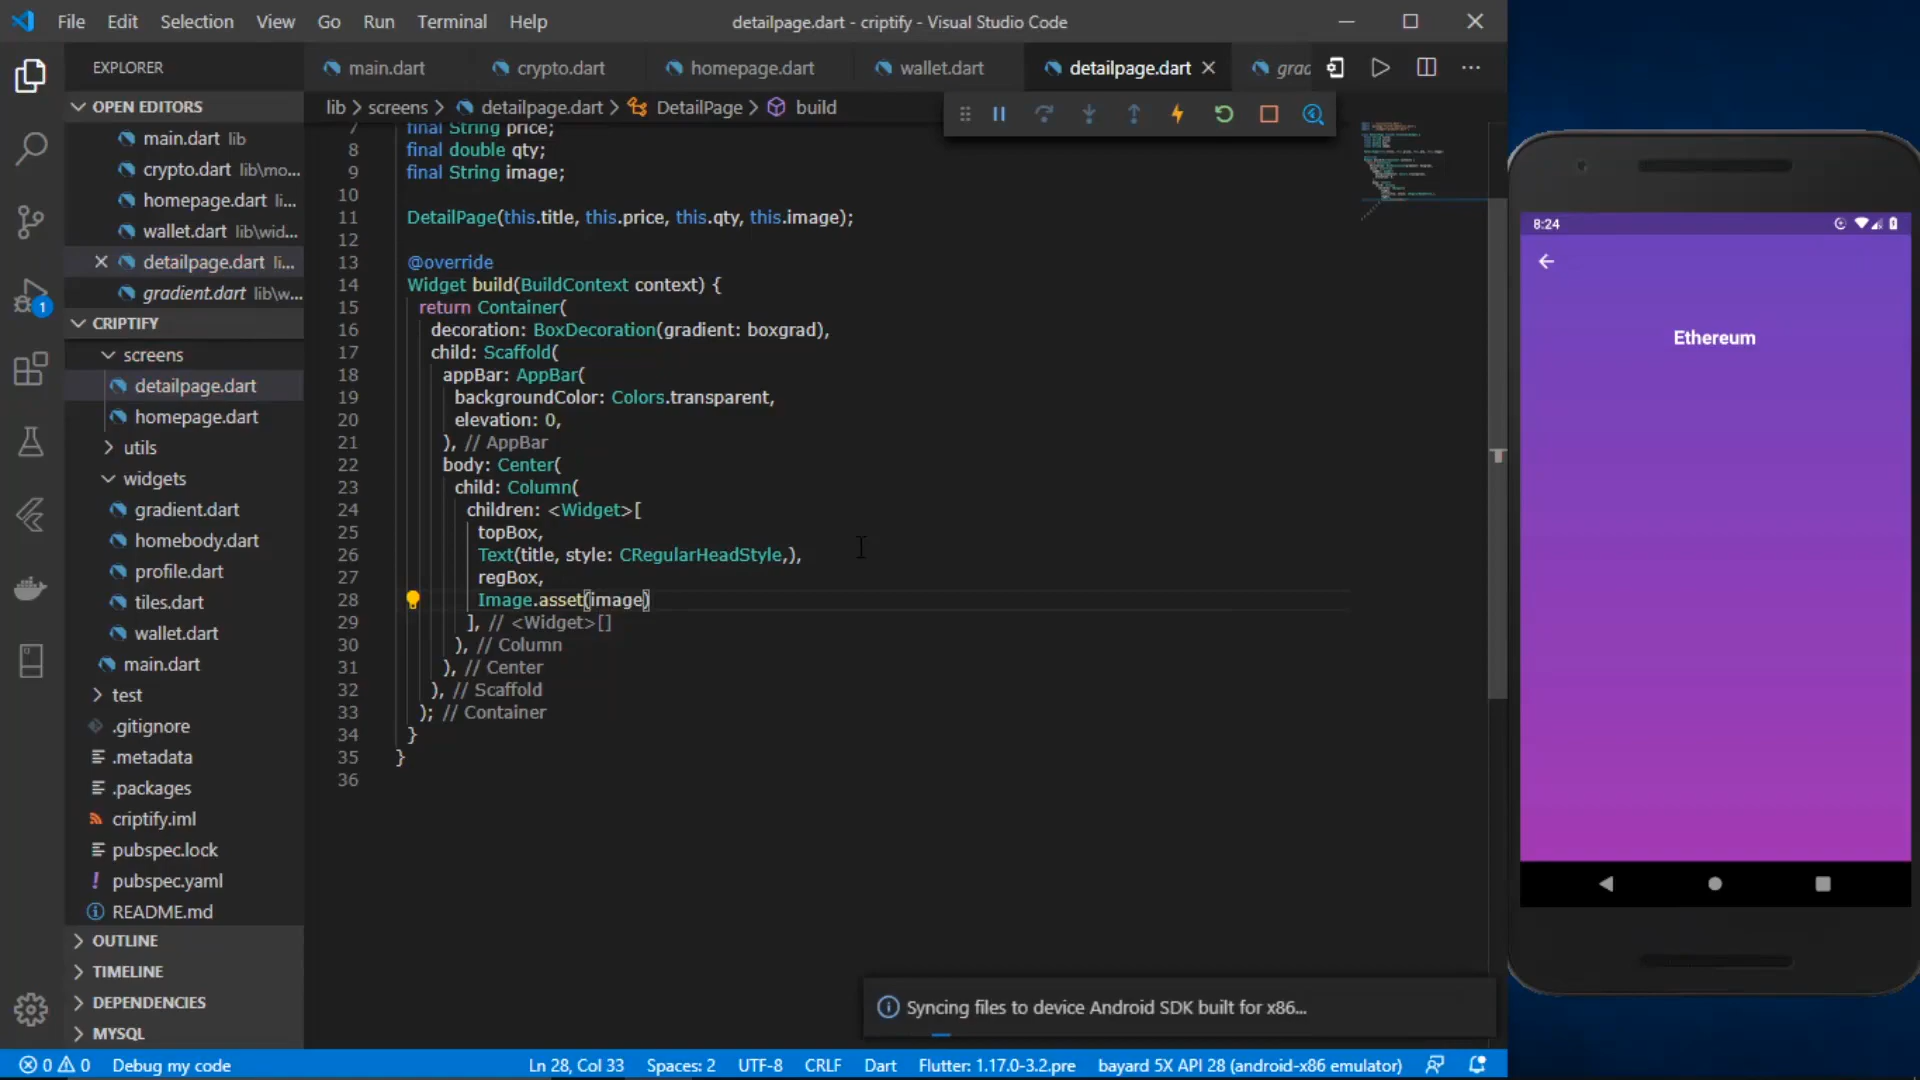 File Edit Selection View Go Run Terminal Help
detailpage.dart - criptify - Visual Studio Code
EXPLORER
OPEN EDITORS
main.dart lib
crypto.dart lib\mo...
homepage.dart li...
wallet.dart lib\wid...
detailpage.dart li...
gradient.dart lib\w...
CRIPTIFY
screens
detailpage.dart
homepage.dart
utils
widgets
gradient.dart
homebody.dart
profile.dart
tiles.dart
wallet.dart
main.dart
test
.gitignore
.metadata
.packages
criptify.iml
pubspec.lock
pubspec.yaml
README.md
OUTLINE
TIMELINE
DEPENDENCIES
MYSQL
1
main.dart crypto.dart homepage.dart wallet.dart detailpage.dart grad
lib > screens > detailpage.dart > DetailPage > build
7 final String price;
8 final double qty;
9 final String image;
10
11 DetailPage(this.title, this.price, this.qty, this.image);
12
13 @override
14 Widget build(BuildContext context) {
15 return Container(
16 decoration: BoxDecoration(gradient: boxgrad),
17 child: Scaffold(
18 appBar: AppBar(
19 backgroundColor: Colors.transparent,
20 elevation: 0,
21 ), // AppBar
22 body: Center(
23 child: Column(
24 children: <Widget>[
25 topBox,
26 Text(title, style: CRegularHeadStyle,),
27 regBox,
28 Image.asset(image)
29 ], // <Widget>[]
30 ), // Column
31 ), // Center
32 ), // Scaffold
33 ); // Container
34 }
35 }
36
Syncing files to device Android SDK built for x86...
0 0 Debug my code Ln 28, Col 33 Spaces: 2 UTF-8 CRLF Dart Flutter: 1.17.0-3.2.pre bayard 5X API 28 (android-x86 emulator)
8:24
Ethereum